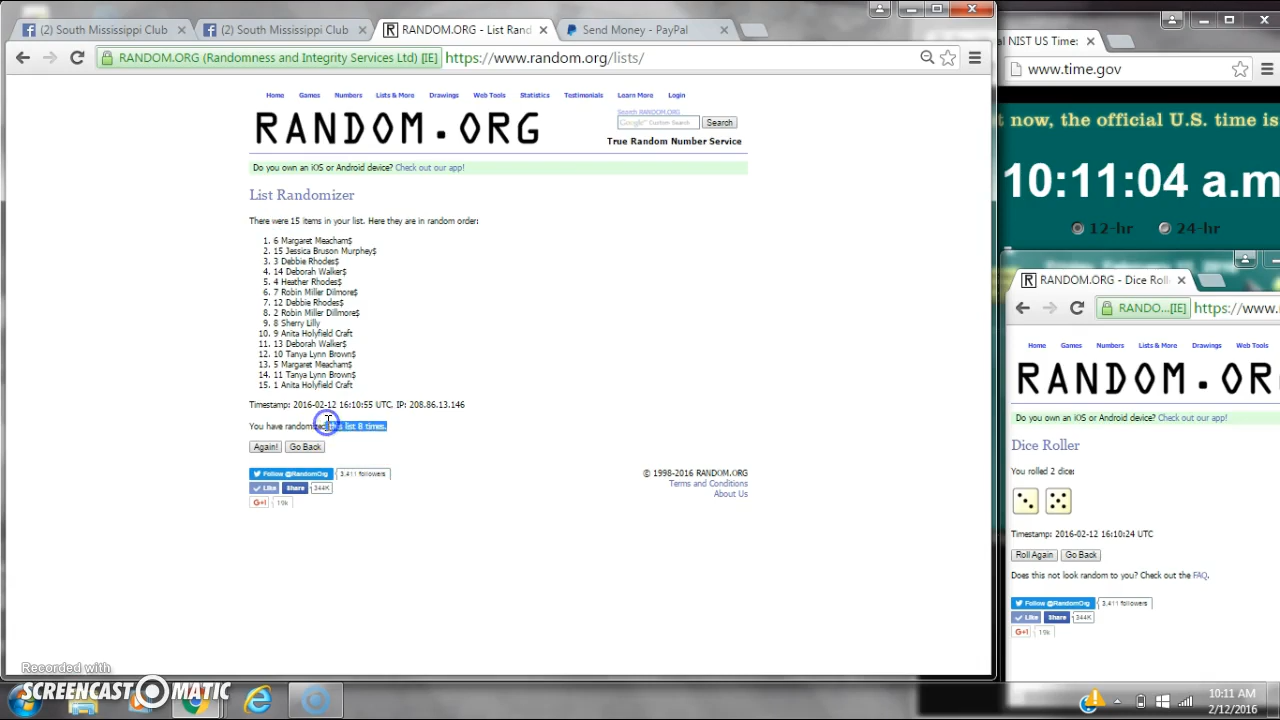 (2) South Mississippi Club
(2) South Mississippi Club
RANDOM.ORG - List Rand
Send Money - PayPal
RANDOM.ORG (Randomness and Integrity Services Ltd) [IE]
https://www.random.org/lists/
Home Games Numbers Lists & More Drawings Web Tools Statistics Testimonials Learn More Login
RANDOM.ORG
Search RANDOM.ORG
Google™ Custom Search
Search
True Random Number Service
Do you own an iOS or Android device? Check out our app!
List Randomizer
There were 15 items in your list. Here they are in random order:
1. 6 Margaret Meacham$
2. 15 Jessica Bruson Murphey$
3. 3 Debbie Rhodes$
4. 14 Deborah Walker$
5. 4 Heather Rhodes$
6. 7 Robin Miller Dilmore$
7. 12 Debbie Rhodes$
8. 2 Robin Miller Dillmore$
9. 8 Sherry Lilly
10. 9 Anita Holyfield Craft
11. 13 Deborah Walker$
12. 10 Tanya Lynn Brown$
13. 5 Margaret Meacham$
14. 11 Tanya Lynn Brown$
15. 1 Anita Holyfield Craft
Timestamp: 2016-02-12 16:10:55 UTC, IP: 208.86.13.146
You have randomized this list 8 times.
Again! Go Back
Follow @RandomOrg 3,411 followers
Like Share 344K
G+1 19k
© 1998-2016 RANDOM.ORG
Terms and Conditions
About Us
al NIST US Time:
www.time.gov
t now, the official U.S. time is
10:11:04 a.m
12-hr 24-hr
RANDOM.ORG - Dice Roll
RANDO...[IE]
https://www.
Home Games Numbers Lists & More Drawings Web Tools
RANDOM.OR
Do you own an iOS or Android device? Check out our app!
Dice Roller
You rolled 2 dice:
Timestamp: 2016-02-12 16:10:24 UTC
Roll Again Go Back
Does this not look random to you? Check out the FAQ.
Follow @RandomOrg 3,411 followers
Like Share 344K
G+1 19k
Recorded with
SCREENCAST MATIC
10:11 AM
2/12/2016